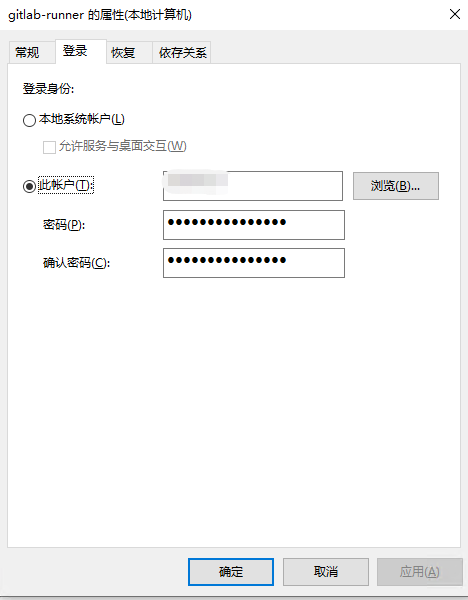 gitlab-runner 的属性(本地计算机)
常规 登录 恢复 依存关系
登录身份:
本地系统帐户(L)
允许服务与桌面交互(W)
此帐户(T):
浏览(B)...
密码(P):
●●●●●●●●●●●●●●●
确认密码(C):
●●●●●●●●●●●●●●●
确定 取消 应用(A)